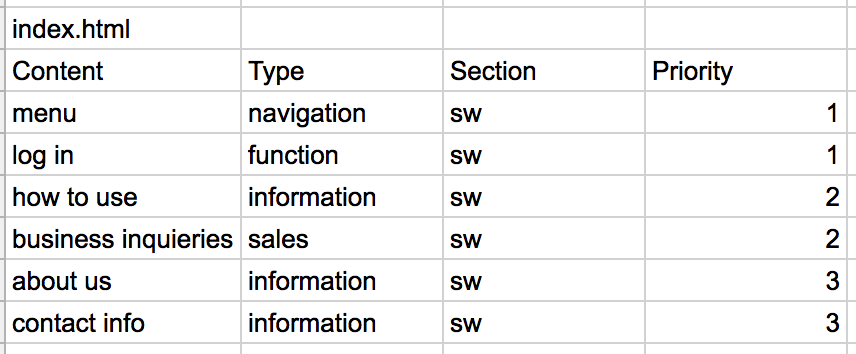 index.html
Content Type Section Priority
menu navigation sw 1
log in function sw 1
how to use information sw 2
business inquieries sales sw 2
about us information sw 3
contact info information sw 3